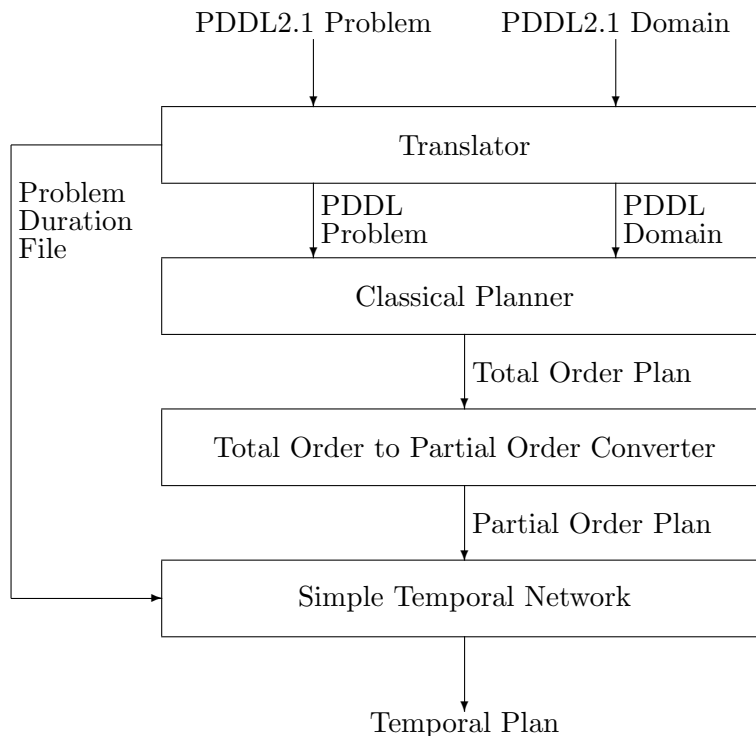 PDDL2.1 Problem
PDDL2.1 Domain
Translator
Problem
Duration
File
PDDL
Problem
PDDL
Domain
Classical Planner
Total Order Plan
Total Order to Partial Order Converter
Partial Order Plan
Simple Temporal Network
Temporal Plan